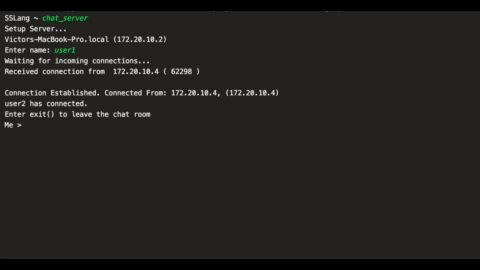 SSLang ~ chat_server
Setup Server...
Victors-MacBook-Pro.local (172.20.10.2)
Enter name: user1
Waiting for incoming connections...
Received connection from  172.20.10.4 ( 62298 )
Connection Established. Connected From: 172.20.10.4, (172.20.10.4)
user2 has connected.
Enter exit() to leave the chat room
Me >